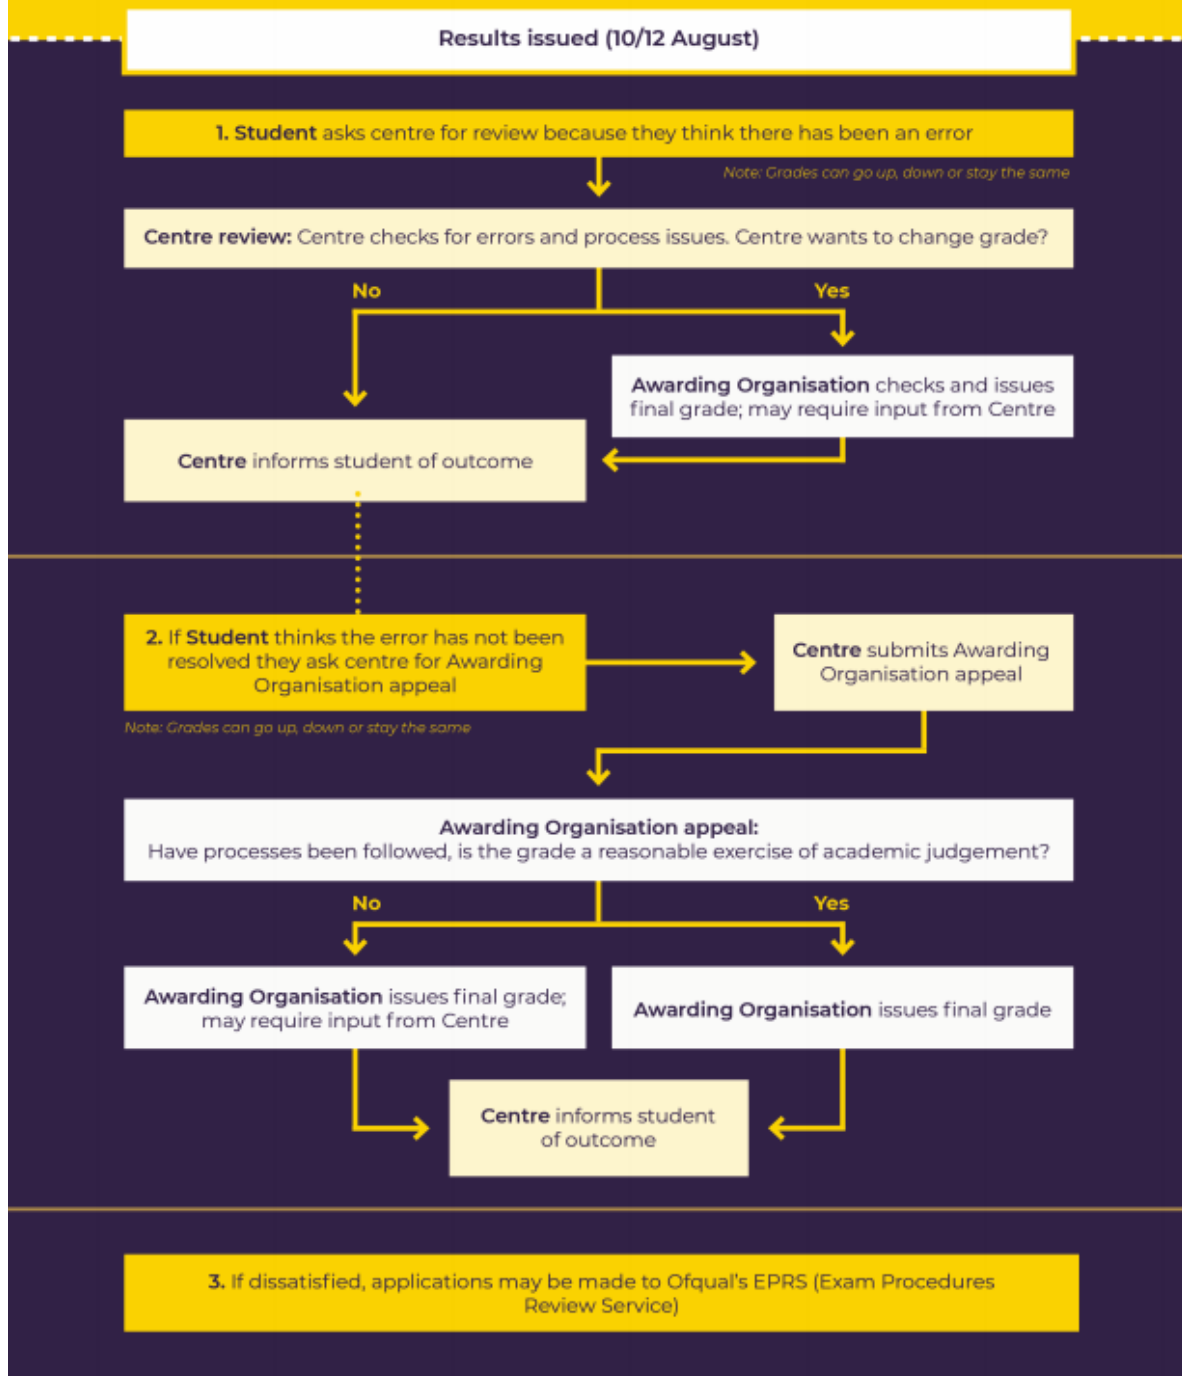 Results issued (10/12 August)
1. Student asks centre for review because they think there has been an error
Note: Grades can go up, down or stay the same
Centre review: Centre checks for errors and process issues. Centre wants to change grade?
No
Yes
Awarding Organisation checks and issues
final grade; may require input from Centre
Centre informs student of outcome
2. If Student thinks the error has not been
resolved they ask centre for Awarding
Organisation appeal
Centre submits Awarding
Organisation appeal
Note: Grades can go up, down or stay the same
Awarding Organisation appeal:
Have processes been followed, is the grade a reasonable exercise of academic judgement?
No
Yes
Awarding Organisation issues final grade;
may require input from Centre
Awarding Organisation issues final grade
Centre informs student
of outcome
3. If dissatisfied, applications may be made to Ofqual's EPRS (Exam Procedures
Review Service)